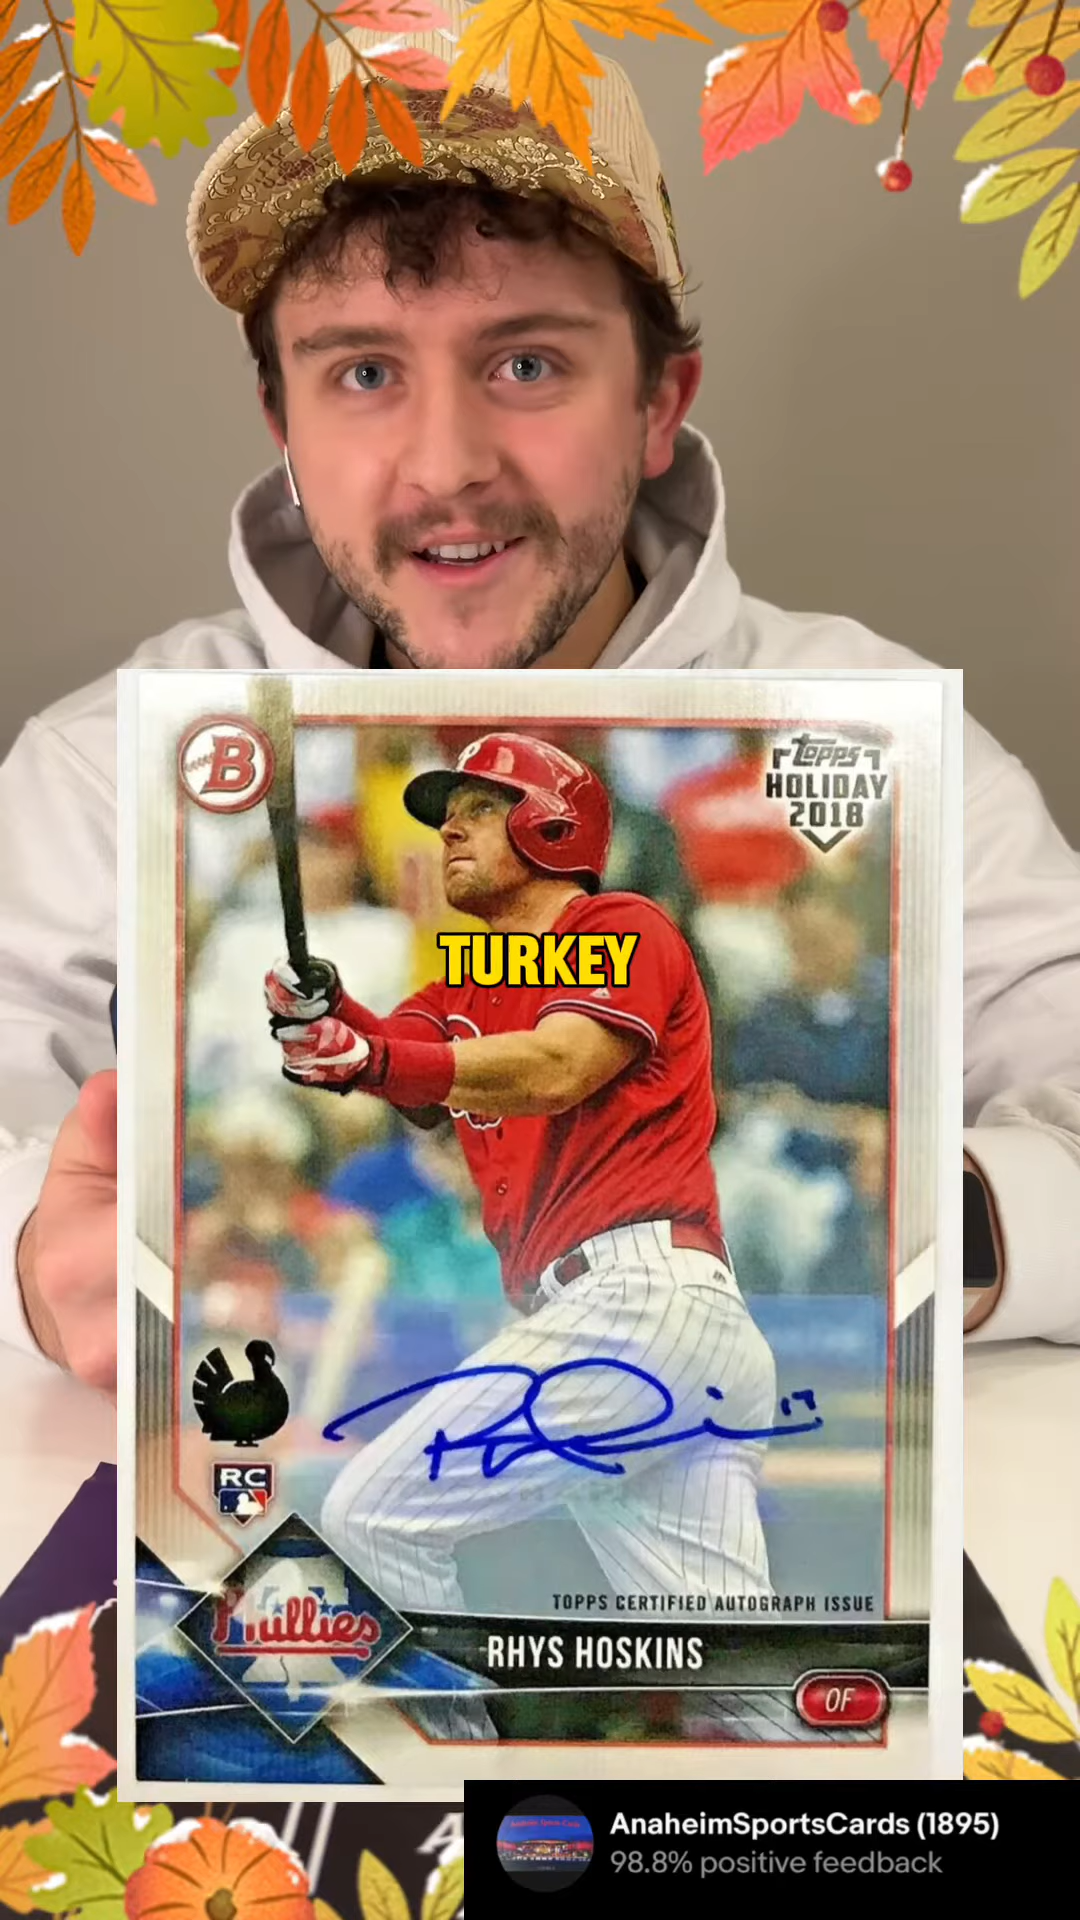 B
TOPPS
HOLIDAY
2018
TURKEY
17
RC
Phillies
TOPPS CERTIFIED AUTOGRAPH ISSUE
RHYS HOSKINS
OF
AnaheimSportsCards (1895)
98.8% positive feedback